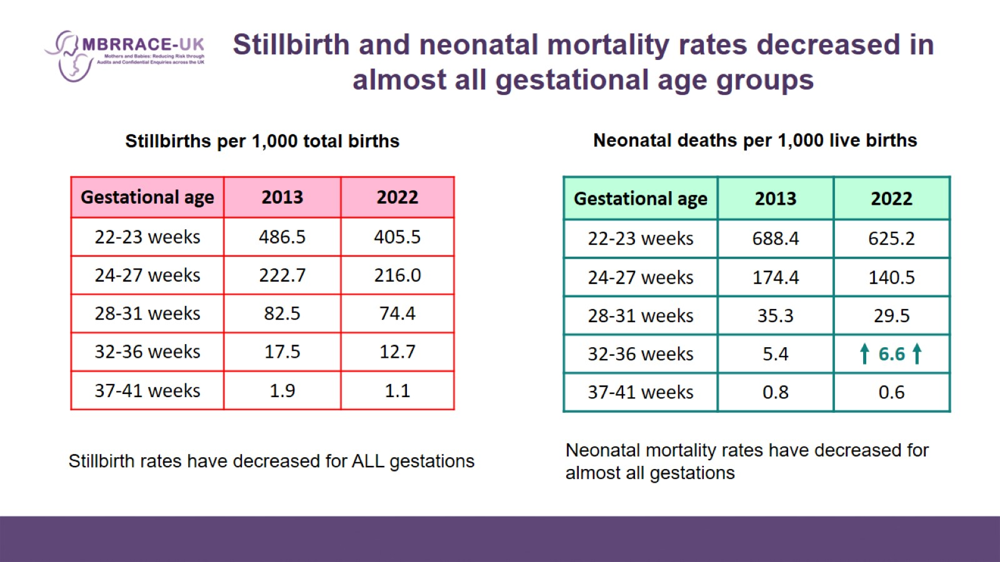 MBRRACE-UK
Mothers and Babies: Reducing Risk through
Audits and Confidential Enquiries across the UK
Stillbirth and neonatal mortality rates decreased in
almost all gestational age groups
Stillbirths per 1,000 total births
Gestational age 2013 2022
22-23 weeks 486.5 405.5
24-27 weeks 222.7 216.0
28-31 weeks 82.5 74.4
32-36 weeks 17.5 12.7
37-41 weeks 1.9 1.1
Stillbirth rates have decreased for ALL gestations
Neonatal deaths per 1,000 live births
Gestational age 2013 2022
22-23 weeks 688.4 625.2
24-27 weeks 174.4 140.5
28-31 weeks 35.3 29.5
32-36 weeks 5.4 ↑ 6.6 ↑
37-41 weeks 0.8 0.6
Neonatal mortality rates have decreased for
almost all gestations